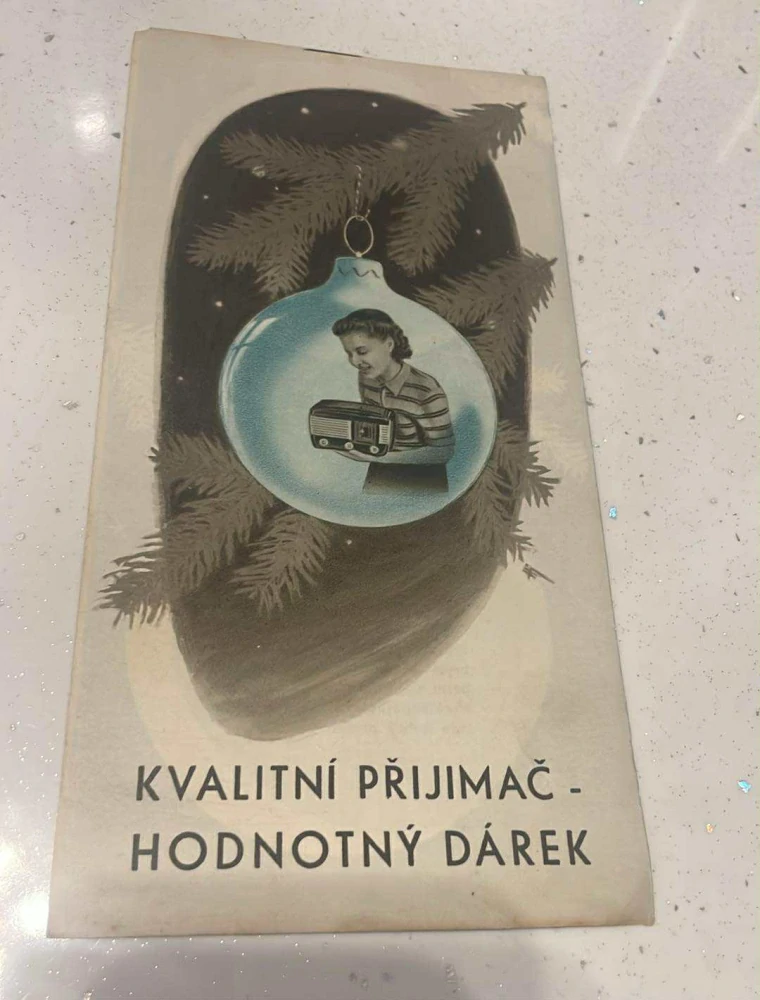 KVALITNÍ PŘIJIMAČ -
HODNOTNÝ DÁREK